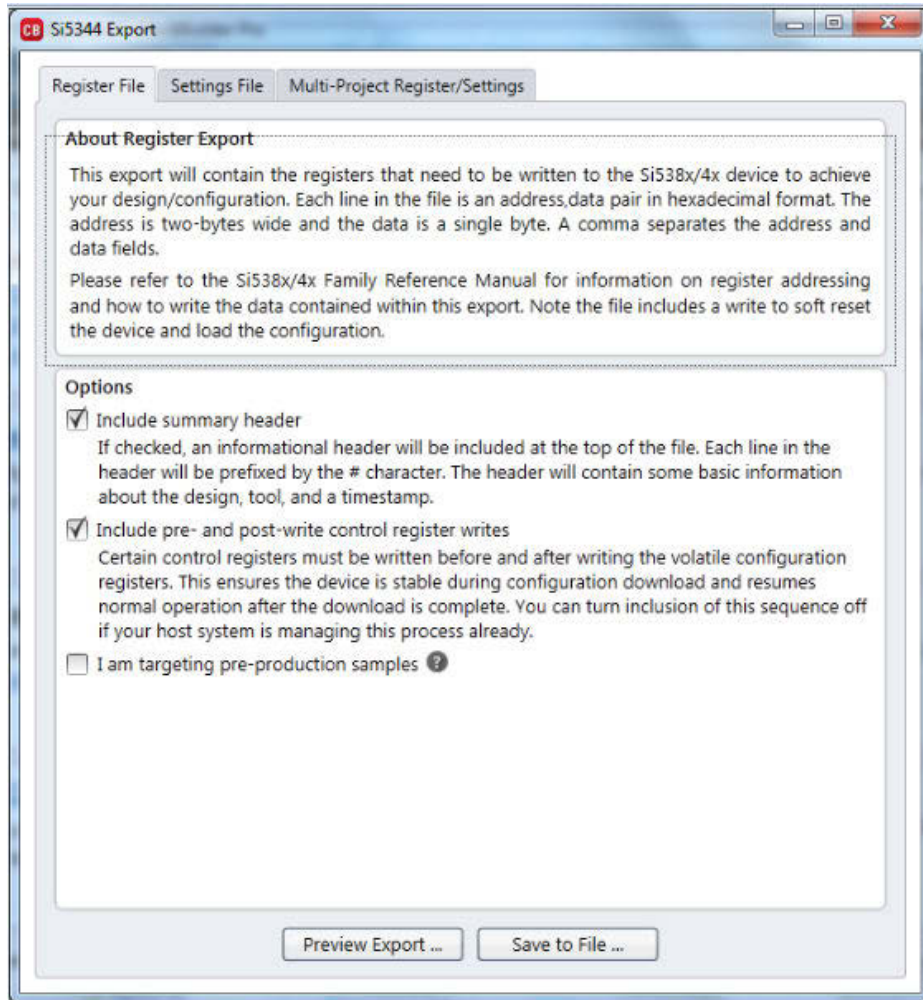 CB Si5344 Export
Register File Settings File Multi-Project Register/Settings
About Register Export
This export will contain the registers that need to be written to the Si538x/4x device to achieve
your design/configuration. Each line in the file is an address,data pair in hexadecimal format. The
address is two-bytes wide and the data is a single byte. A comma separates the address and
data fields.
Please refer to the Si538x/4x Family Reference Manual for information on register addressing
and how to write the data contained within this export. Note the file includes a write to soft reset
the device and load the configuration.
Options
Include summary header
If checked, an informational header will be included at the top of the file. Each line in the
header will be prefixed by the # character. The header will contain some basic information
about the design, tool, and a timestamp.
Include pre- and post-write control register writes
Certain control registers must be written before and after writing the volatile configuration
registers. This ensures the device is stable during configuration download and resumes
normal operation after the download is complete. You can turn inclusion of this sequence off
if your host system is managing this process already.
I am targeting pre-production samples ?
Preview Export ... Save to File ...